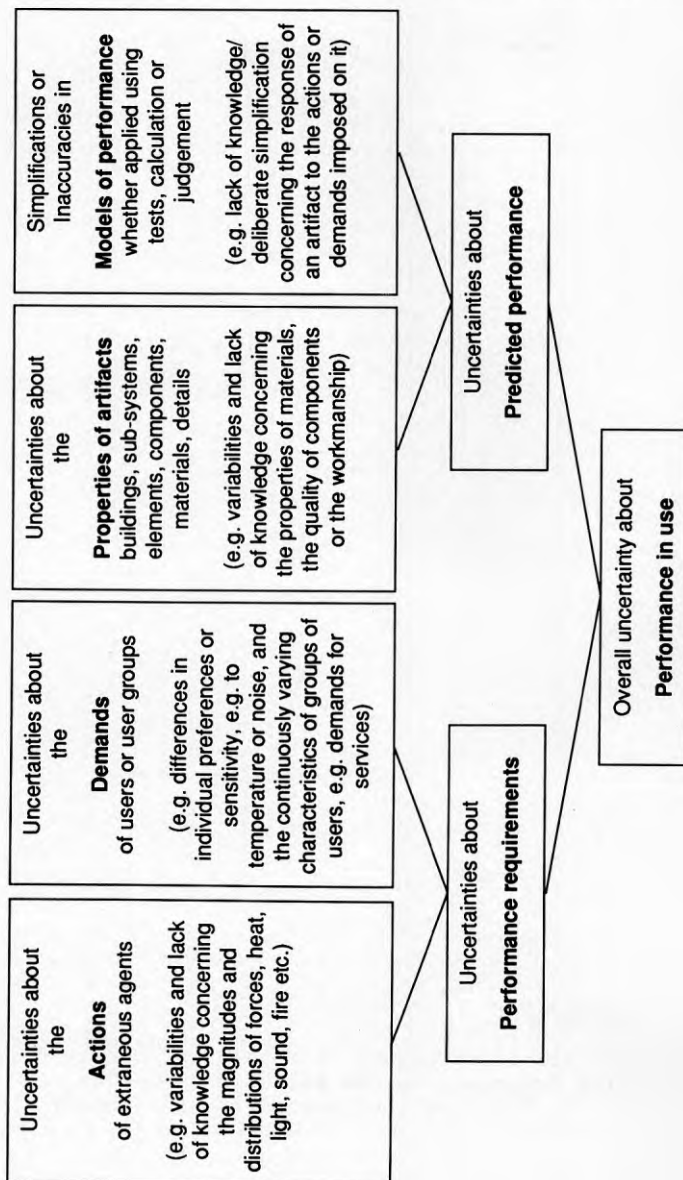 Uncertainties about
the
Actions
of extraneous agents
(e.g. variabilities and lack
of knowledge concerning
the magnitudes and
distributions of forces, heat,
light, sound, fire etc.)
Uncertainties about
the
Demands
of users or user groups
(e.g. differences in
individual preferences or
sensitivity, e.g. to
temperature or noise, and
the continuously varying
characteristics of groups of
users, e.g. demands for
services)
Uncertainties about
the
Properties of artifacts
buildings, sub-systems,
elements, components,
materials, details
(e.g. variabilities and lack
of knowledge concerning
the properties of materials,
the quality of components
or the workmanship)
Simplifications or
Inaccuracies in
Models of performance
whether applied using
tests, calculation or
judgement
(e.g. lack of knowledge/
deliberate simplification
concerning the response of
an artifact to the actions or
demands imposed on it)
Uncertainties about
Performance requirements
Uncertainties about
Predicted performance
Overall uncertainty about
Performance in use